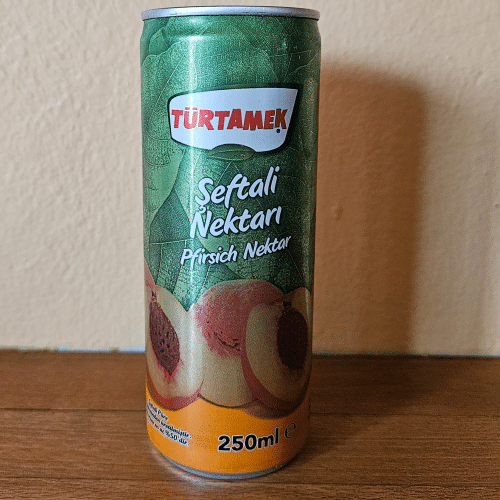 TÜRTAMEK
Şeftali
Nektarı
Pfirsich Nektar
250ml e